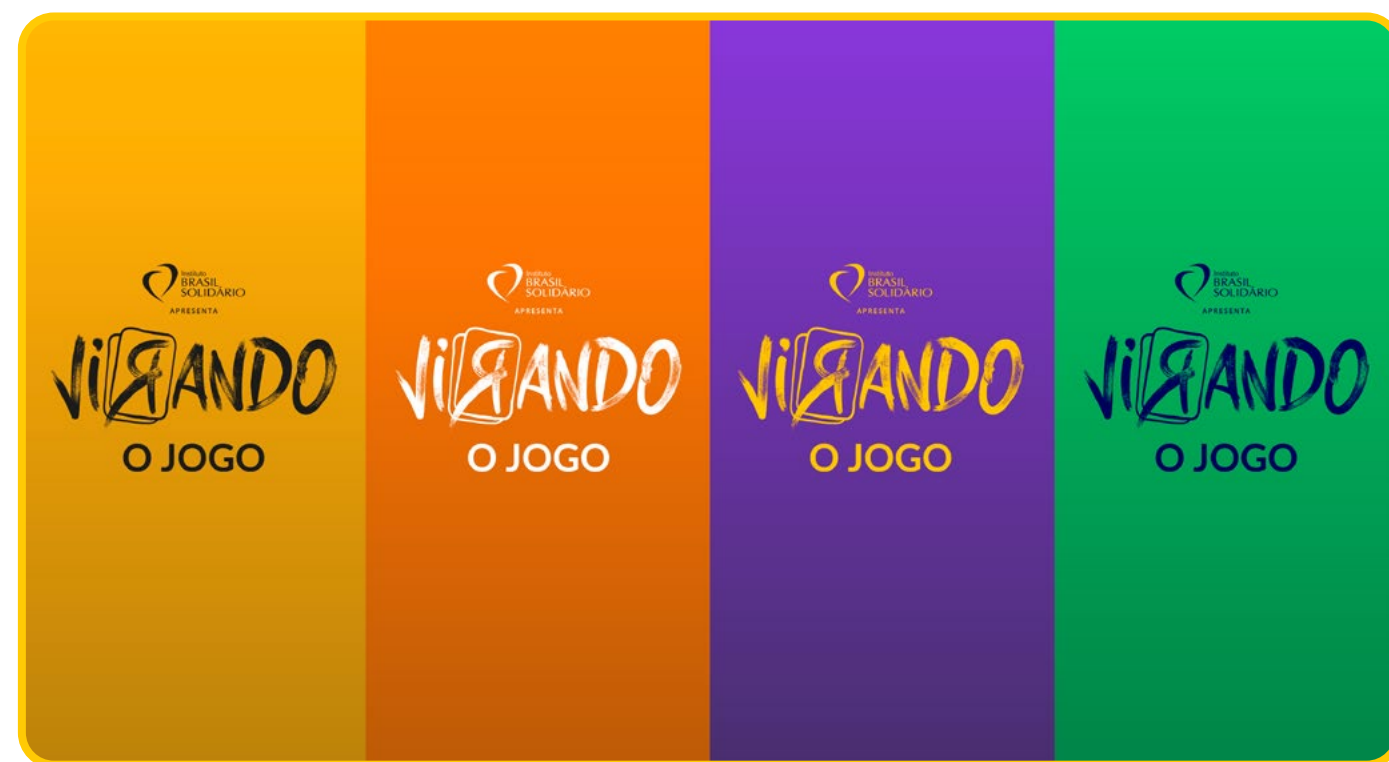 Instituto
BRASIL
SOLIDÁRIO
APRESENTA
VIRANDO
O JOGO
Instituto
BRASIL
SOLIDÁRIO
APRESENTA
VIRANDO
O JOGO
Instituto
BRASIL
SOLIDÁRIO
APRESENTA
VIRANDO
O JOGO
Instituto
BRASIL
SOLIDÁRIO
APRESENTA
VIRANDO
O JOGO